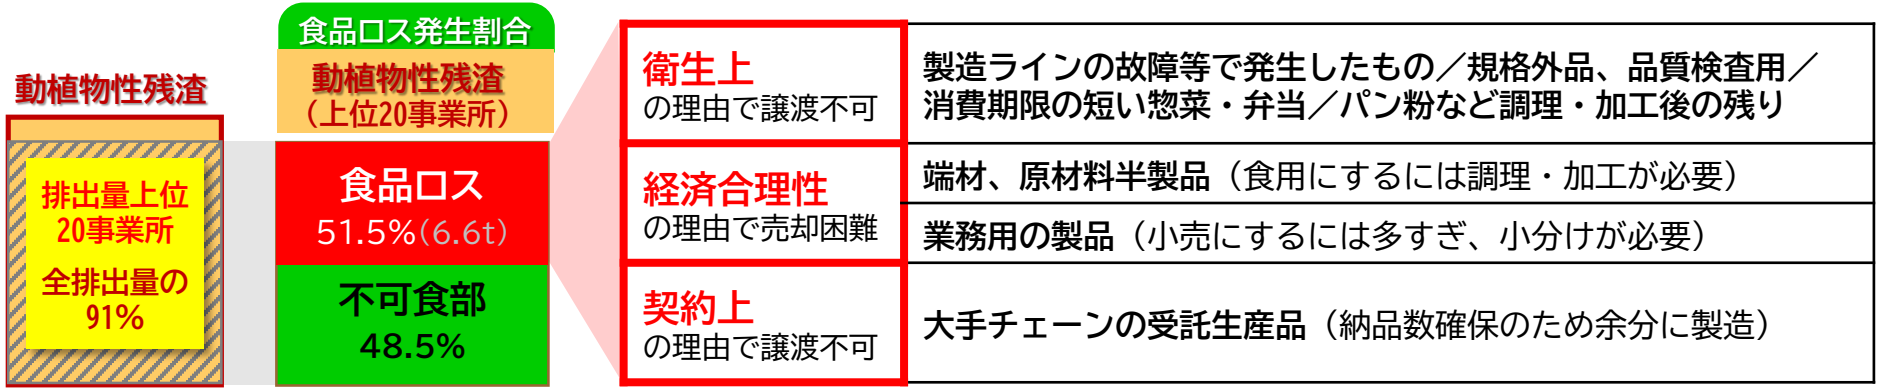 動植物性残渣
排出量上位
20事業所
全排出量の
91%
食品ロス発生割合
動植物性残渣
（上位20事業所）
食品ロス
51.5%(6.6t)
不可食部
48.5%
衛生上
の理由で譲渡不可
製造ラインの故障等で発生したもの／規格外品、品質検査用／
消費期限の短い惣菜・弁当／パン粉など調理・加工後の残り
経済合理性
の理由で売却困難
端材、原材料半製品（食用にするには調理・加工が必要）
業務用の製品（小売にするには多すぎ、小分けが必要）
契約上
の理由で譲渡不可
大手チェーンの受託生産品（納品数確保のため余分に製造）